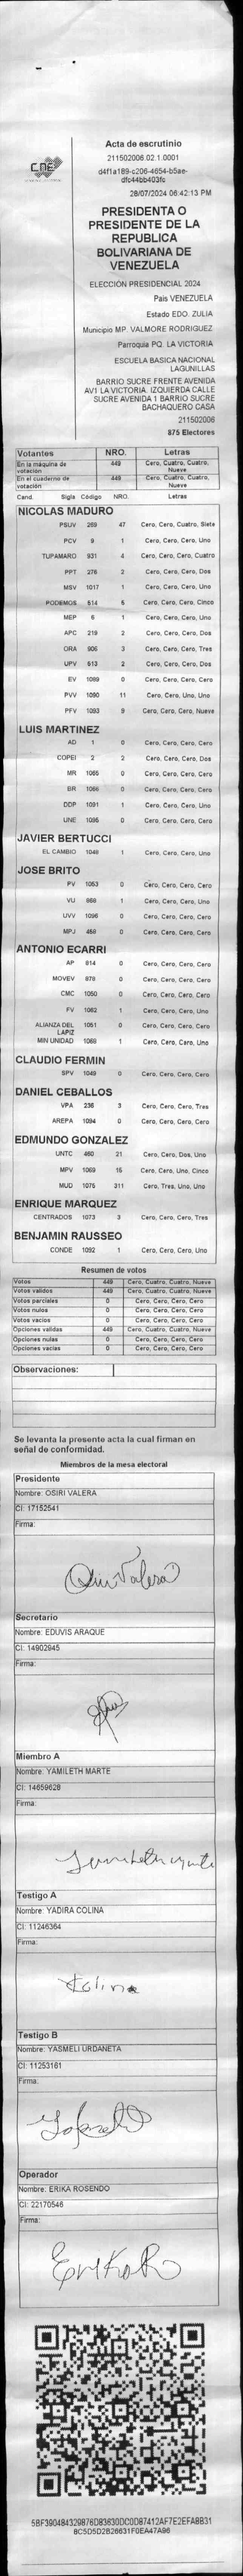 CNE
Acta de escrutinio
211502006.02.1.0001
d4f1a189-c206-4654-b5ae-
dfc44bb403fc
28/07/2024 06:42:13 PM
PRESIDENTA O
PRESIDENTE DE LA
REPUBLICA
BOLIVARIANA DE
VENEZUELA
ELECCIÓN PRESIDENCIAL 2024
País VENEZUELA
Estado EDO. ZULIA
Municipio MP. VALMORE RODRIGUEZ
Parroquia PQ. LA VICTORIA
ESCUELA BASICA NACIONAL
LAGUNILLAS
BARRIO SUCRE FRENTE AVENIDA
AV1 LA VICTORIA. IZQUIERDA CALLE
SUCRE AVENIDA 1 BARRIO SUCRE
BACHAQUERO CASA
211502006
875 Electores
Votantes NRO. Letras
En la máquina de votación 449 Cero, Cuatro, Cuatro, Nueve
En el cuaderno de votación 449 Cero, Cuatro, Cuatro, Nueve
Cand. Sigla Código NRO. Letras
NICOLAS MADURO
PSUV 269 47 Cero, Cero, Cuatro, Siete
PCV 9 1 Cero, Cero, Cero, Uno
TUPAMARO 931 4 Cero, Cero, Cero, Cuatro
PPT 276 2 Cero, Cero, Cero, Dos
MSV 1017 1 Cero, Cero, Cero, Uno
PODEMOS 514 5 Cero, Cero, Cero, Cinco
MEP 6 1 Cero, Cero, Cero, Uno
APC 219 2 Cero, Cero, Cero, Dos
ORA 906 3 Cero, Cero, Cero, Tres
UPV 513 2 Cero, Cero, Cero, Dos
EV 1099 0 Cero, Cero, Cero, Cero
PVV 1090 11 Cero, Cero, Uno, Uno
PFV 1093 9 Cero, Cero, Cero, Nueve
LUIS MARTINEZ
AD 1 0 Cero, Cero, Cero, Cero
COPEI 2 2 Cero, Cero, Cero, Dos
MR 1065 0 Cero, Cero, Cero, Cero
BR 1066 0 Cero, Cero, Cero, Cero
DDP 1091 1 Cero, Cero, Cero, Uno
UNE 1095 0 Cero, Cero, Cero, Cero
JAVIER BERTUCCI
EL CAMBIO 1048 1 Cero, Cero, Cero, Uno
JOSE BRITO
PV 1053 0 Cero, Cero, Cero, Cero
VU 959 1 Cero, Cero, Cero, Uno
UVV 1096 0 Cero, Cero, Cero, Cero
MPJ 458 0 Cero, Cero, Cero, Cero
ANTONIO ECARRI
AP 914 0 Cero, Cero, Cero, Cero
MOVEV 978 0 Cero, Cero, Cero, Cero
CMC 1050 0 Cero, Cero, Cero, Cero
FV 1062 1 Cero, Cero, Cero, Uno
ALIANZA DEL LAPIZ 1051 0 Cero, Cero, Cero, Cero
MIN UNIDAD 1069 1 Cero, Cero, Cero, Uno
CLAUDIO FERMIN
SPV 1049 0 Cero, Cero, Cero, Cero
DANIEL CEBALLOS
VPA 236 3 Cero, Cero, Cero, Tres
AREPA 1094 0 Cero, Cero, Cero, Cero
EDMUNDO GONZALEZ
UNTC 460 21 Cero, Cero, Dos, Uno
MPV 1069 15 Cero, Cero, Uno, Cinco
MUD 1075 311 Cero, Tres, Uno, Uno
ENRIQUE MARQUEZ
CENTRADOS 1073 3 Cero, Cero, Cero, Tres
BENJAMIN RAUSSEO
CONDE 1092 1 Cero, Cero, Cero, Uno
Resumen de votos
Votos 449 Cero, Cuatro, Cuatro, Nueve
Votos validos 449 Cero, Cuatro, Cuatro, Nueve
Votos parciales 0 Cero, Cero, Cero, Cero
Votos nulos 0 Cero, Cero, Cero, Cero
Votos vacios 0 Cero, Cero, Cero, Cero
Opciones validas 449 Cero, Cuatro, Cuatro, Nueve
Opciones nulas 0 Cero, Cero, Cero, Cero
Opciones vacias 0 Cero, Cero, Cero, Cero
Observaciones:
Se levanta la presente acta la cual firman en
señal de conformidad.
Miembros de la mesa electoral
Presidente
Nombre: OSIRI VALERA
CI: 17152541
Firma:
Osiri Valera
Secretario
Nombre: EDUVIS ARAQUE
CI: 14902945
Firma:
Miembro A
Nombre: YAMILETH MARTE
CI: 14659628
Firma:
Testigo A
Nombre: YADIRA COLINA
CI: 11246364
Firma:
Colina
Testigo B
Nombre: YASMELI URDANETA
CI: 11253161
Firma:
Operador
Nombre: ERIKA ROSENDO
CI: 22170546
Firma:
Erika R
5BF390484329876D83630DC0D87412AF7E2EFABB31
8C5D5D2B26631F0EA47A96